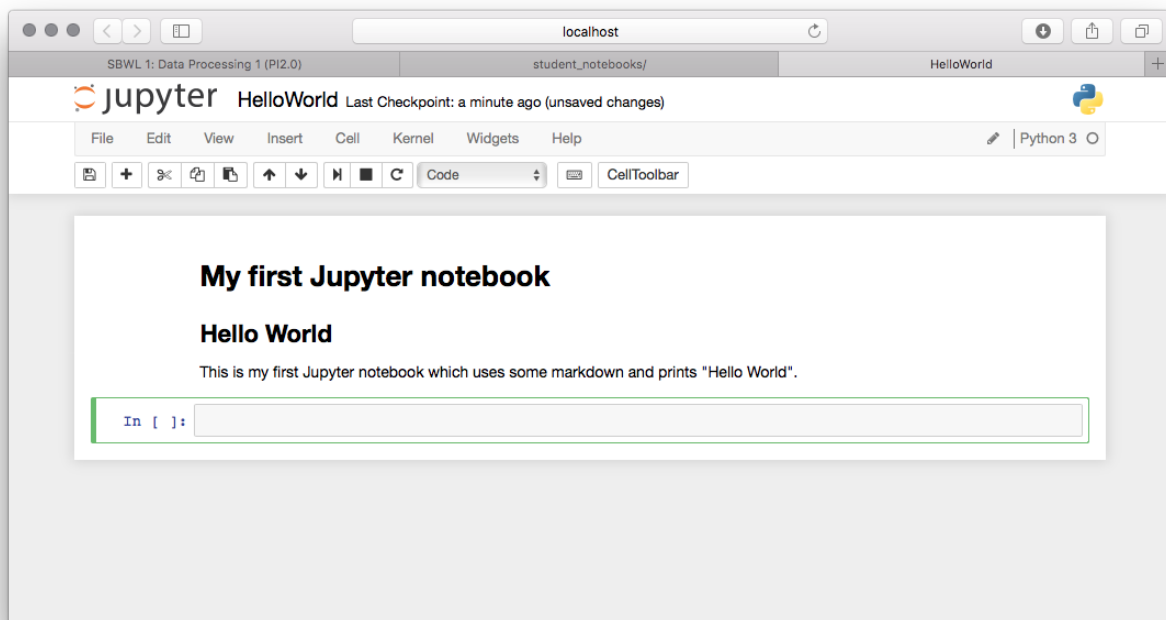 localhost
SBWL 1: Data Processing 1 (PI2.0) student_notebooks/ HelloWorld
jupyter HelloWorld Last Checkpoint: a minute ago (unsaved changes)
File Edit View Insert Cell Kernel Widgets Help Python 3
Code CellToolbar
My first Jupyter notebook
Hello World
This is my first Jupyter notebook which uses some markdown and prints "Hello World".
In [ ]: